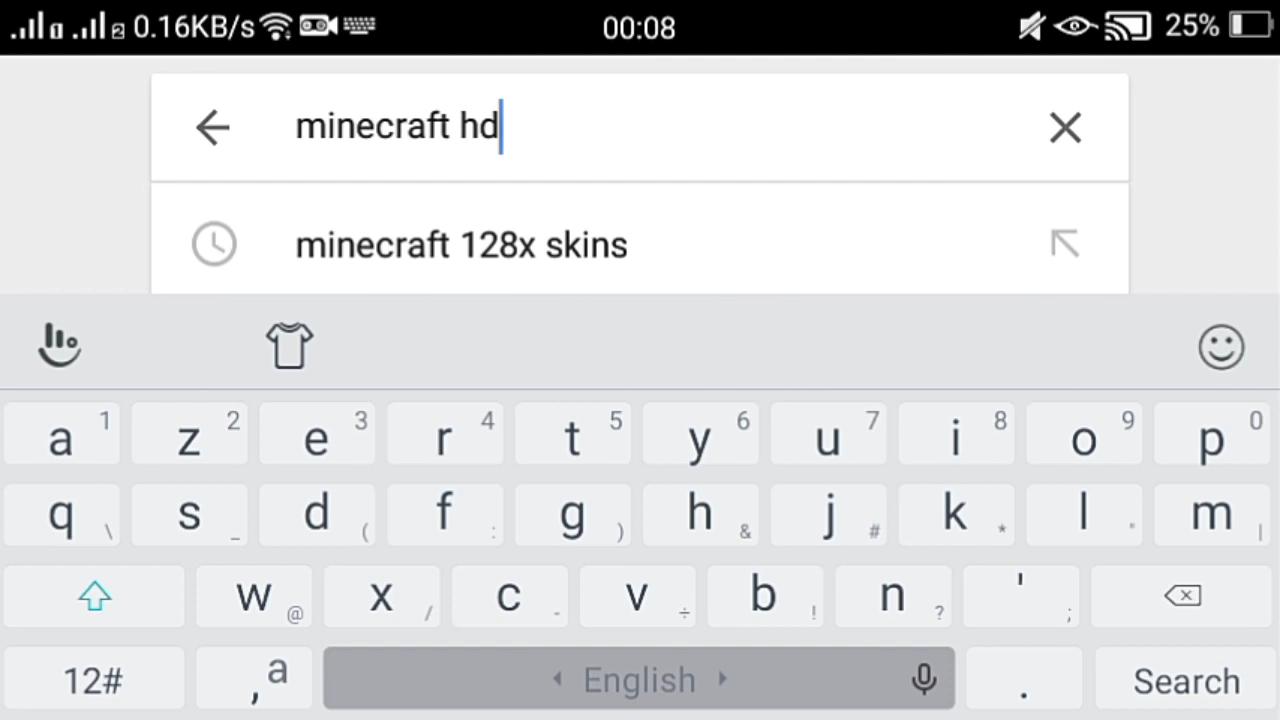 0.16KB/s 00:08 25%
minecraft hd
minecraft 128x skins
a 1 z 2 e 3 r 4 t 5 y 6 u 7 i 8 o 9 p 0
q \ s _ d ( f : g ) h & j # k * l " m |
w @ x / c - v ÷ b ! n ? ' ;
12# , a English . Search